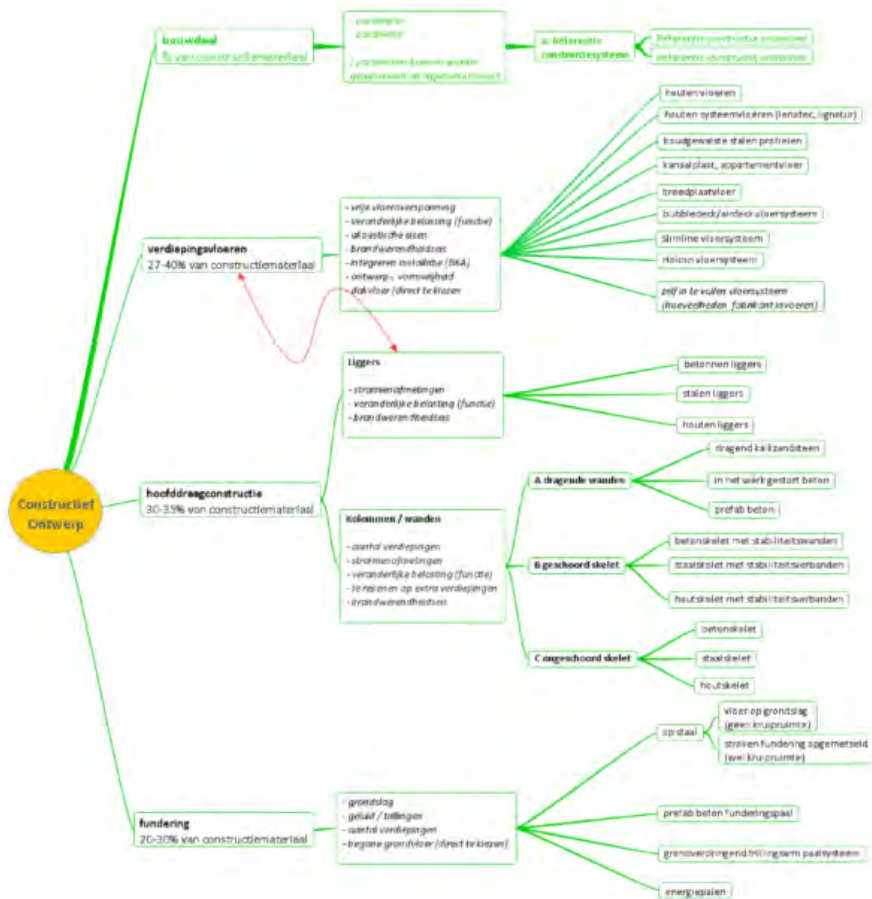 Constructief
Ontwerp
bouwdeel
% van constructiemateriaal
- parameter
- parameter
a. Referentie
constructiesysteem
Referentie constructie onderdeel
Referentie constructie onderdeel
verdiepingsvloeren
27-40% van constructiemateriaal
- vrije vloeroverspanning
- veranderlijke belasting (functie)
- akoestische eisen
- brandwerendheidseis
- integreren installatie (BKA)
- ontwerp-, vormvrijheid
- dakvloer (direct te kiezen
houten vloeren
houten systeemvloeren (lenotec, lignatur)
koudgewalste stalen profielen
kanaalplaat, appartementvloer
breedplaatvloer
bubbledeck/airdeck vloersysteem
Slimline vloersysteem
vloersysteem
zelf in te vullen vloersysteem
(hoeveelheden fabrikant invoeren)
hoofddraagconstructie
30-35% van constructiemateriaal
Liggers
- stramienafmetingen
- veranderlijke belasting (functie)
- brandwerendheidseis
betonnen liggers
stalen liggers
houten liggers
Kolommen / wanden
- aantal verdiepingen
- stramienafmetingen
- veranderlijke belasting (functie)
- te rekenen op extra verdiepingen
- brandwerendheidseis
A dragende wanden
dragend kalkzandsteen
in het werk gestort beton
prefab beton
B geschoord skelet
betonskelet met stabiliteitswanden
staalskelet met stabiliteitsverbanden
houtskelet met stabiliteitsverbanden
C ongeschoord skelet
betonskelet
staalskelet
houtskelet
fundering
20-30% van constructiemateriaal
- grondslag
- geluid / trillingen
- aantal verdiepingen
- begane grondvloer (direct te kiezen)
op staal
vloer op grondslag
(geen kruipruimte)
stroken fundering opgemetseld
(wel kruipruimte)
prefab beton funderingspaal
grondverdringend trillingsarm paalsysteem
energiepalen